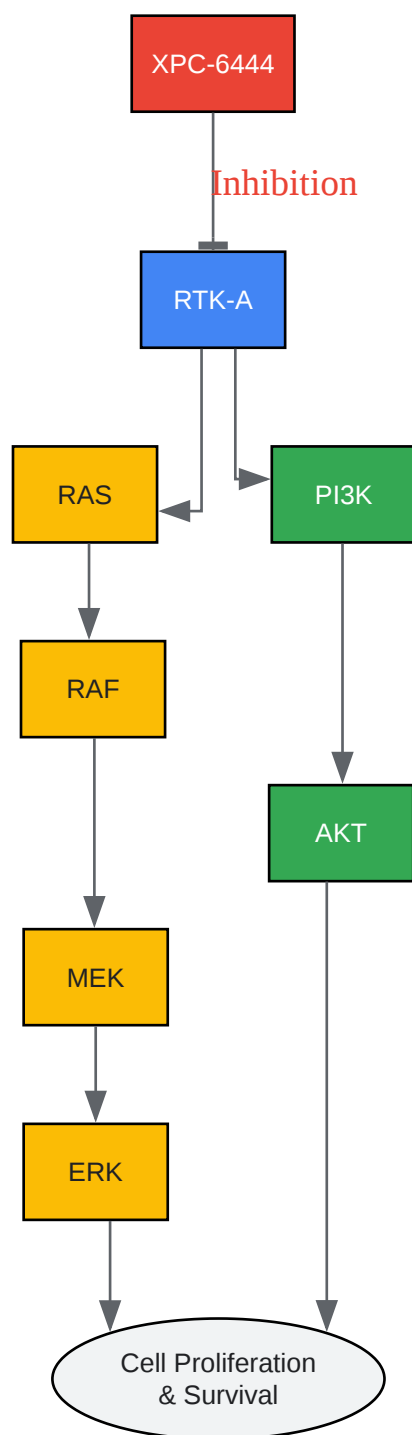 XPC-6444
Inhibition
RTK-A
RAS
PI3K
RAF
AKT
MEK
ERK
Cell Proliferation
& Survival